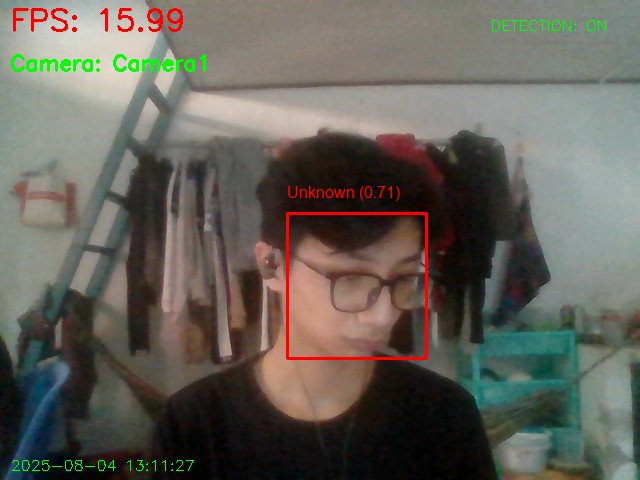 FPS: 15.99
DETECTION: ON
Camera: Camera1
Unknown (0.71)
2025-08-04 13:11:27